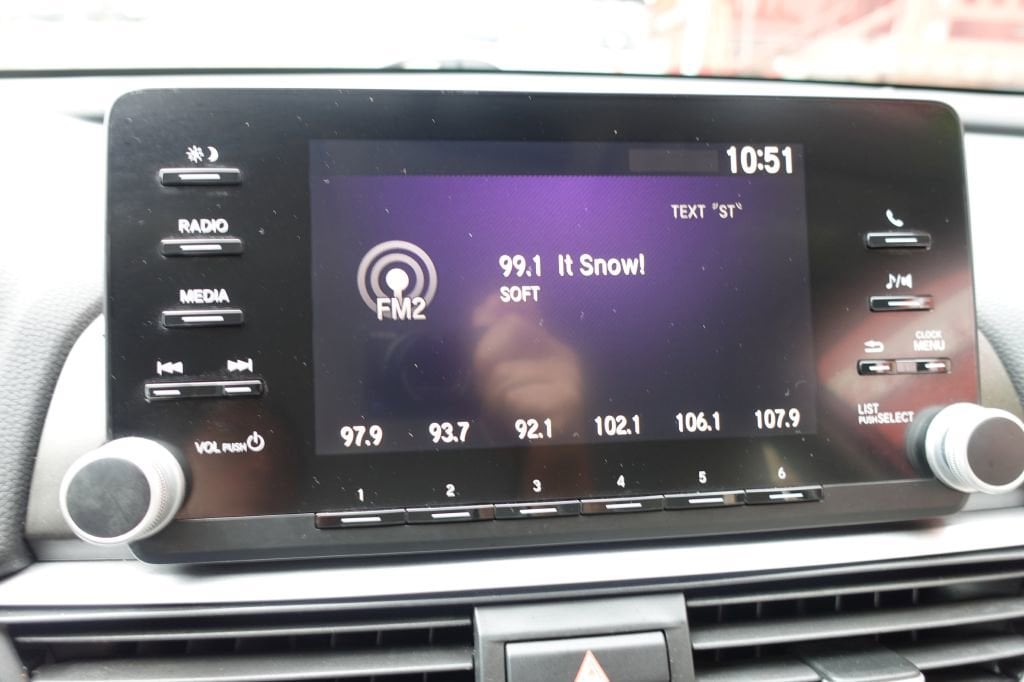 10:51
TEXT "ST"
RADIO
99.1 It Snow!
SOFT
FM2
MEDIA
CLOCK
MENU
LIST
PUSH SELECT
VOL PUSH
97.9 93.7 92.1 102.1 106.1 107.9
1 2 3 4 5 6